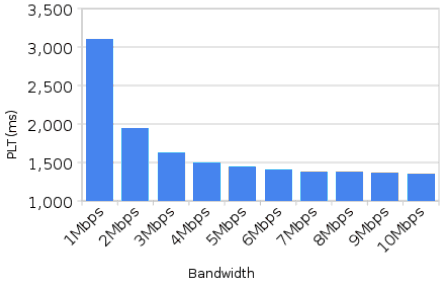 3,500
3,000
2,500
2,000
1,500
1,000
PLT (ms)
1Mbps
2Mbps
3Mbps
4Mbps
5Mbps
6Mbps
7Mbps
8Mbps
9Mbps
10Mbps
Bandwidth